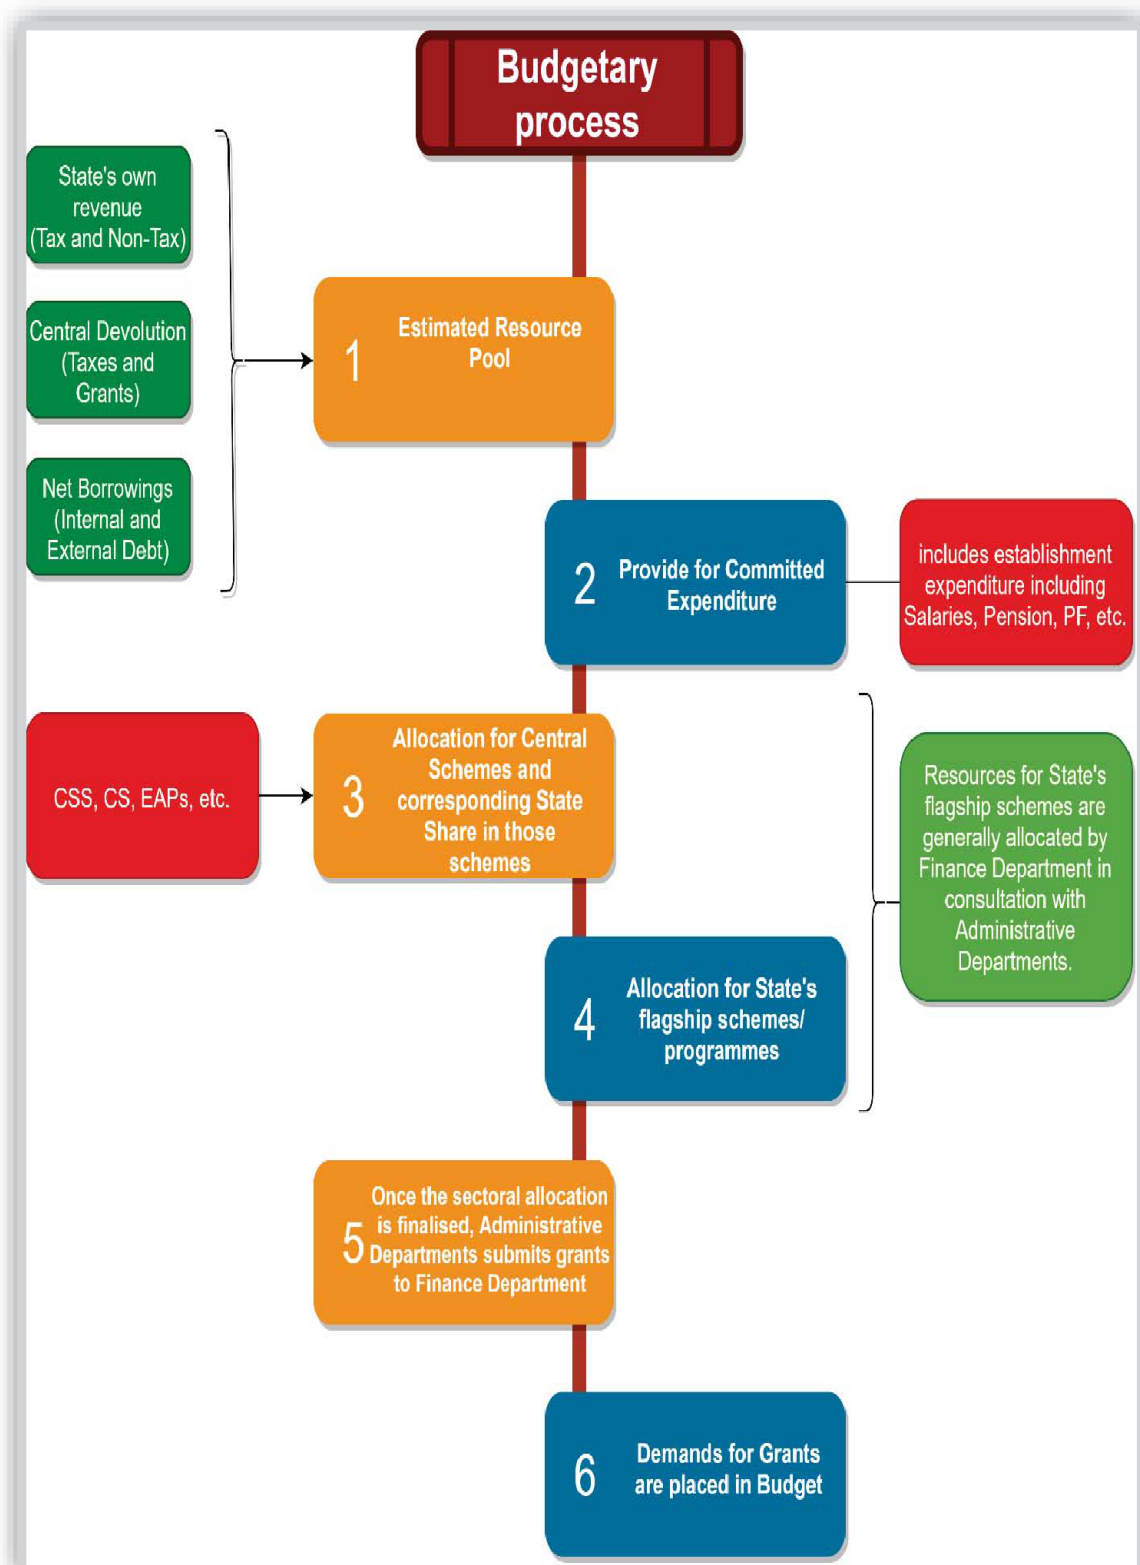 Budgetary
process
State's own
revenue
(Tax and Non-Tax)
Central Devolution
(Taxes and
Grants)
Net Borrowings
(Internal and
External Debt)
1
Estimated Resource
Pool
2
Provide for Committed
Expenditure
includes establishment
expenditure including
Salaries, Pension, PF, etc.
CSS, CS, EAPs, etc.
3
Allocation for Central
Schemes and
corresponding State
Share in those
schemes
4
Allocation for State's
flagship schemes/
programmes
Resources for State's
flagship schemes are
generally allocated by
Finance Department in
consultation with
Administrative
Departments.
5
Once the sectoral allocation
is finalised, Administrative
Departments submits grants
to Finance Department
6
Demands for Grants
are placed in Budget